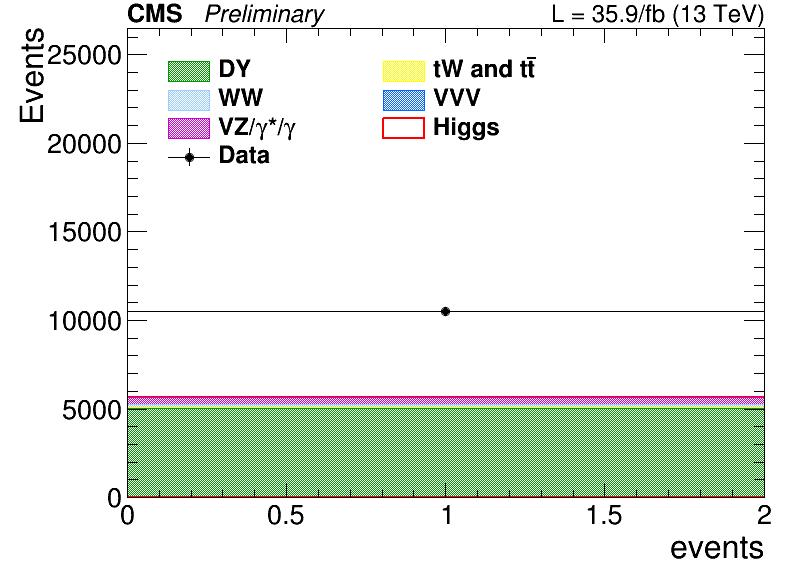 CMS Preliminary L = 35.9/fb (13 TeV)
Events
25000
20000
15000
10000
5000
0
DY
tW and tt̄
WW
VVV
VZ/γ*/γ
Higgs
Data
0 0.5 1 1.5 2
events